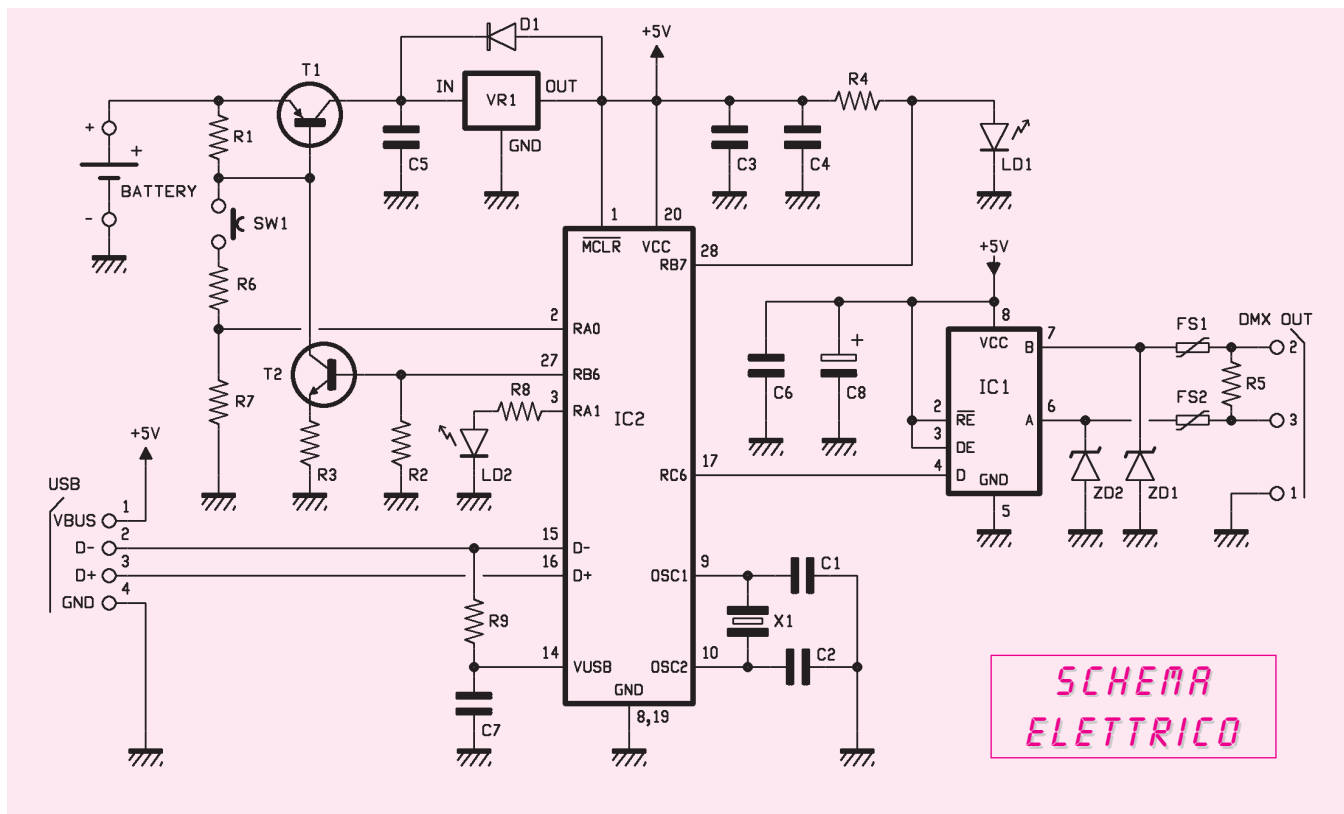 D1
+5V
T1
IN
VR1
OUT
R4
+
R1
GND
C5
C3
C4
LD1
+
BATTERY
-
SW1
1
20
MCLR
VCC
28
RB7
+5V
R6
2
RA0
8
VCC
7
B
FS1
DMX OUT
2
T2
27
RB6
+
C6
C8
IC1
R5
R8
3
RA1
IC2
R7
2
RE
6
A
FS2
3
+5V
3
DE
R3
R2
LD2
17
RC6
4
D
GND
ZD2
ZD1
1
5
USB
VBUS
1
D-
2
15
D-
D+
3
16
D+
GND
4
9
OSC1
C1
R9
X1
14
VUSB
10
OSC2
C2
GND
8,19
C7
SCHEMA
ELETTRICO